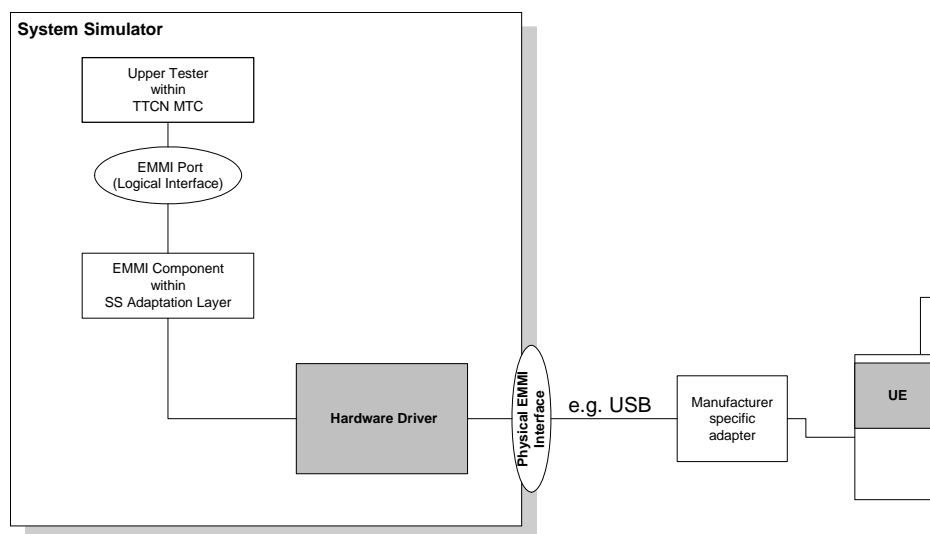 System Simulator
Upper Tester
within
TTCN MTC
EMMI Port
(Logical Interface)
EMMI Component
within
SS Adaptation Layer
Hardware Driver
Physical EMMI
Interface
e.g. USB
Manufacturer
specific
adapter
UE